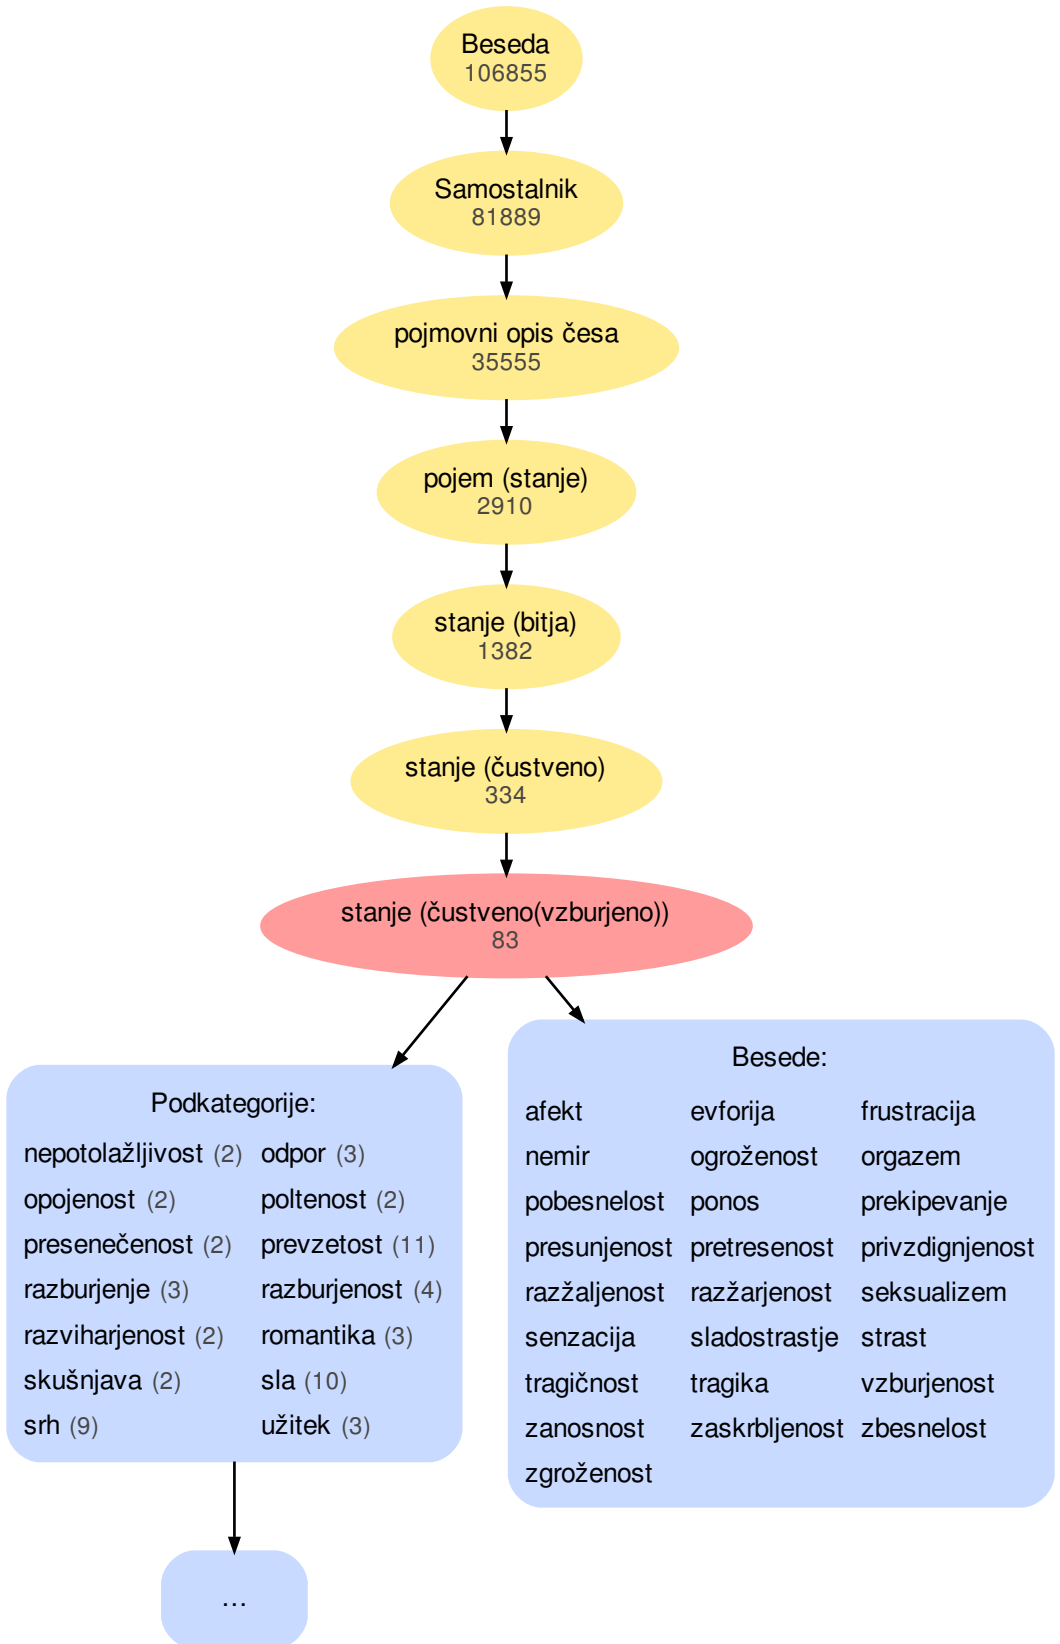 Beseda
106855
Samostalnik
81889
pojmovni opis česa
35555
pojem (stanje)
2910
stanje (bitja)
1382
stanje (čustveno)
334
stanje (čustveno(vzburjeno))
83
Podkategorije:
nepotolažljivost (2) odpor (3)
opojenost (2) poltenost (2)
presenečenost (2) prevzetost (11)
razburjenje (3) razburjenost (4)
razviharjenost (2) romantika (3)
skušnjava (2) sla (10)
srh (9) užitek (3)
...
Besede:
afekt evforija frustracija
nemir ogroženost orgazem
pobesnelost ponos prekipevanje
presunjenost pretresenost privzdignjenost
razžaljenost razžarjenost seksualizem
senzacija sladostrastje strast
tragičnost tragika vzburjenost
zanosnost zaskrbljenost zbesnelost
zgroženost